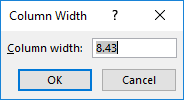 Column Width ? ×
Column width: 8.43
OK Cancel